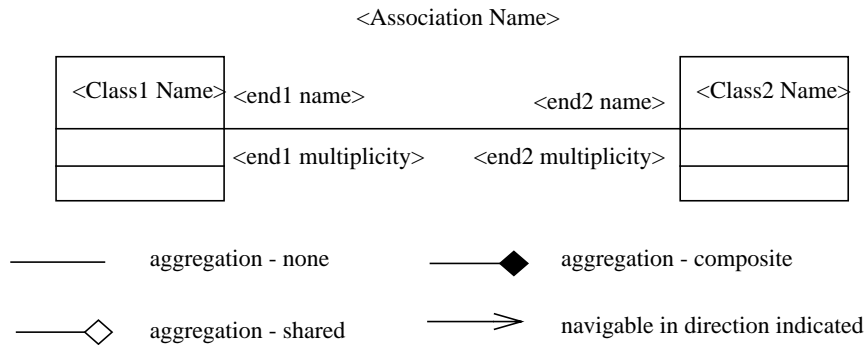 <Association Name>
<Class1 Name>
<end1 name>
<end2 name>
<Class2 Name>
<end1 multiplicity>
<end2 multiplicity>
aggregation - none
aggregation - composite
aggregation - shared
navigable in direction indicated